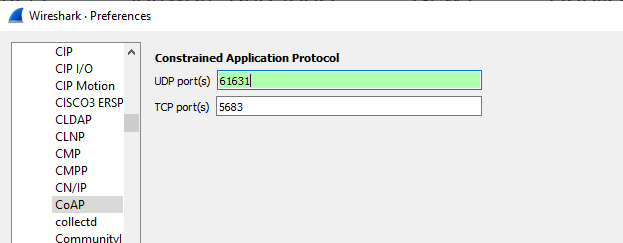 Wireshark · Preferences
CIP
CIP I/O
CIP Motion
CISCO3 ERSP
CLDAP
CLNP
CMP
CMPP
CN/IP
CoAP
collectd
CommunityI
Constrained Application Protocol
UDP port(s) 61631
TCP port(s) 5683